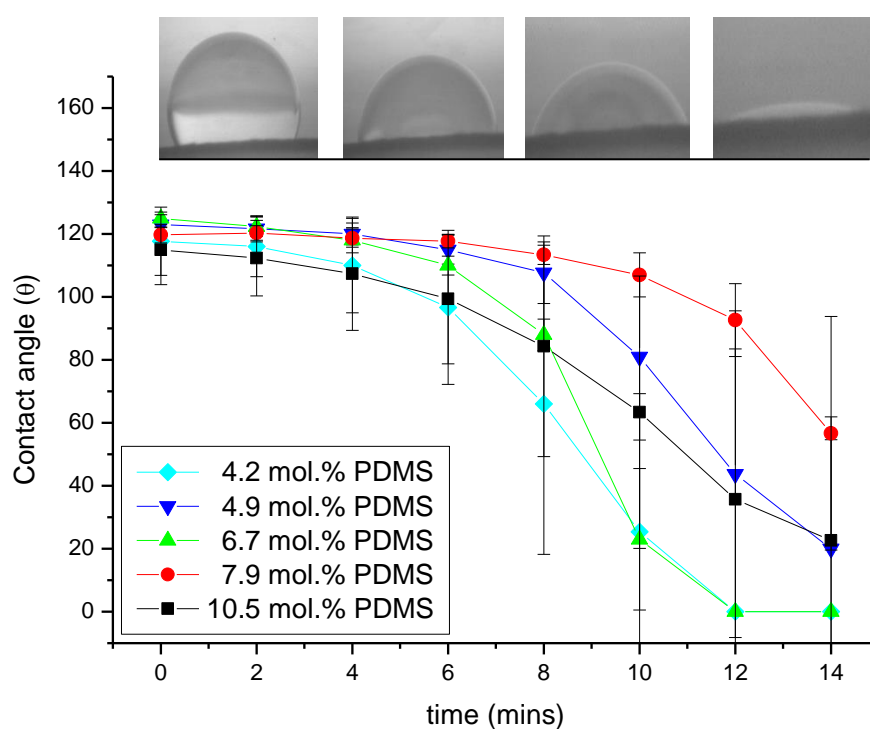 160
140
120
100
80
60
40
20
0
Contact angle (θ)
4.2 mol.% PDMS
4.9 mol.% PDMS
6.7 mol.% PDMS
7.9 mol.% PDMS
10.5 mol.% PDMS
0 2 4 6 8 10 12 14
time (mins)